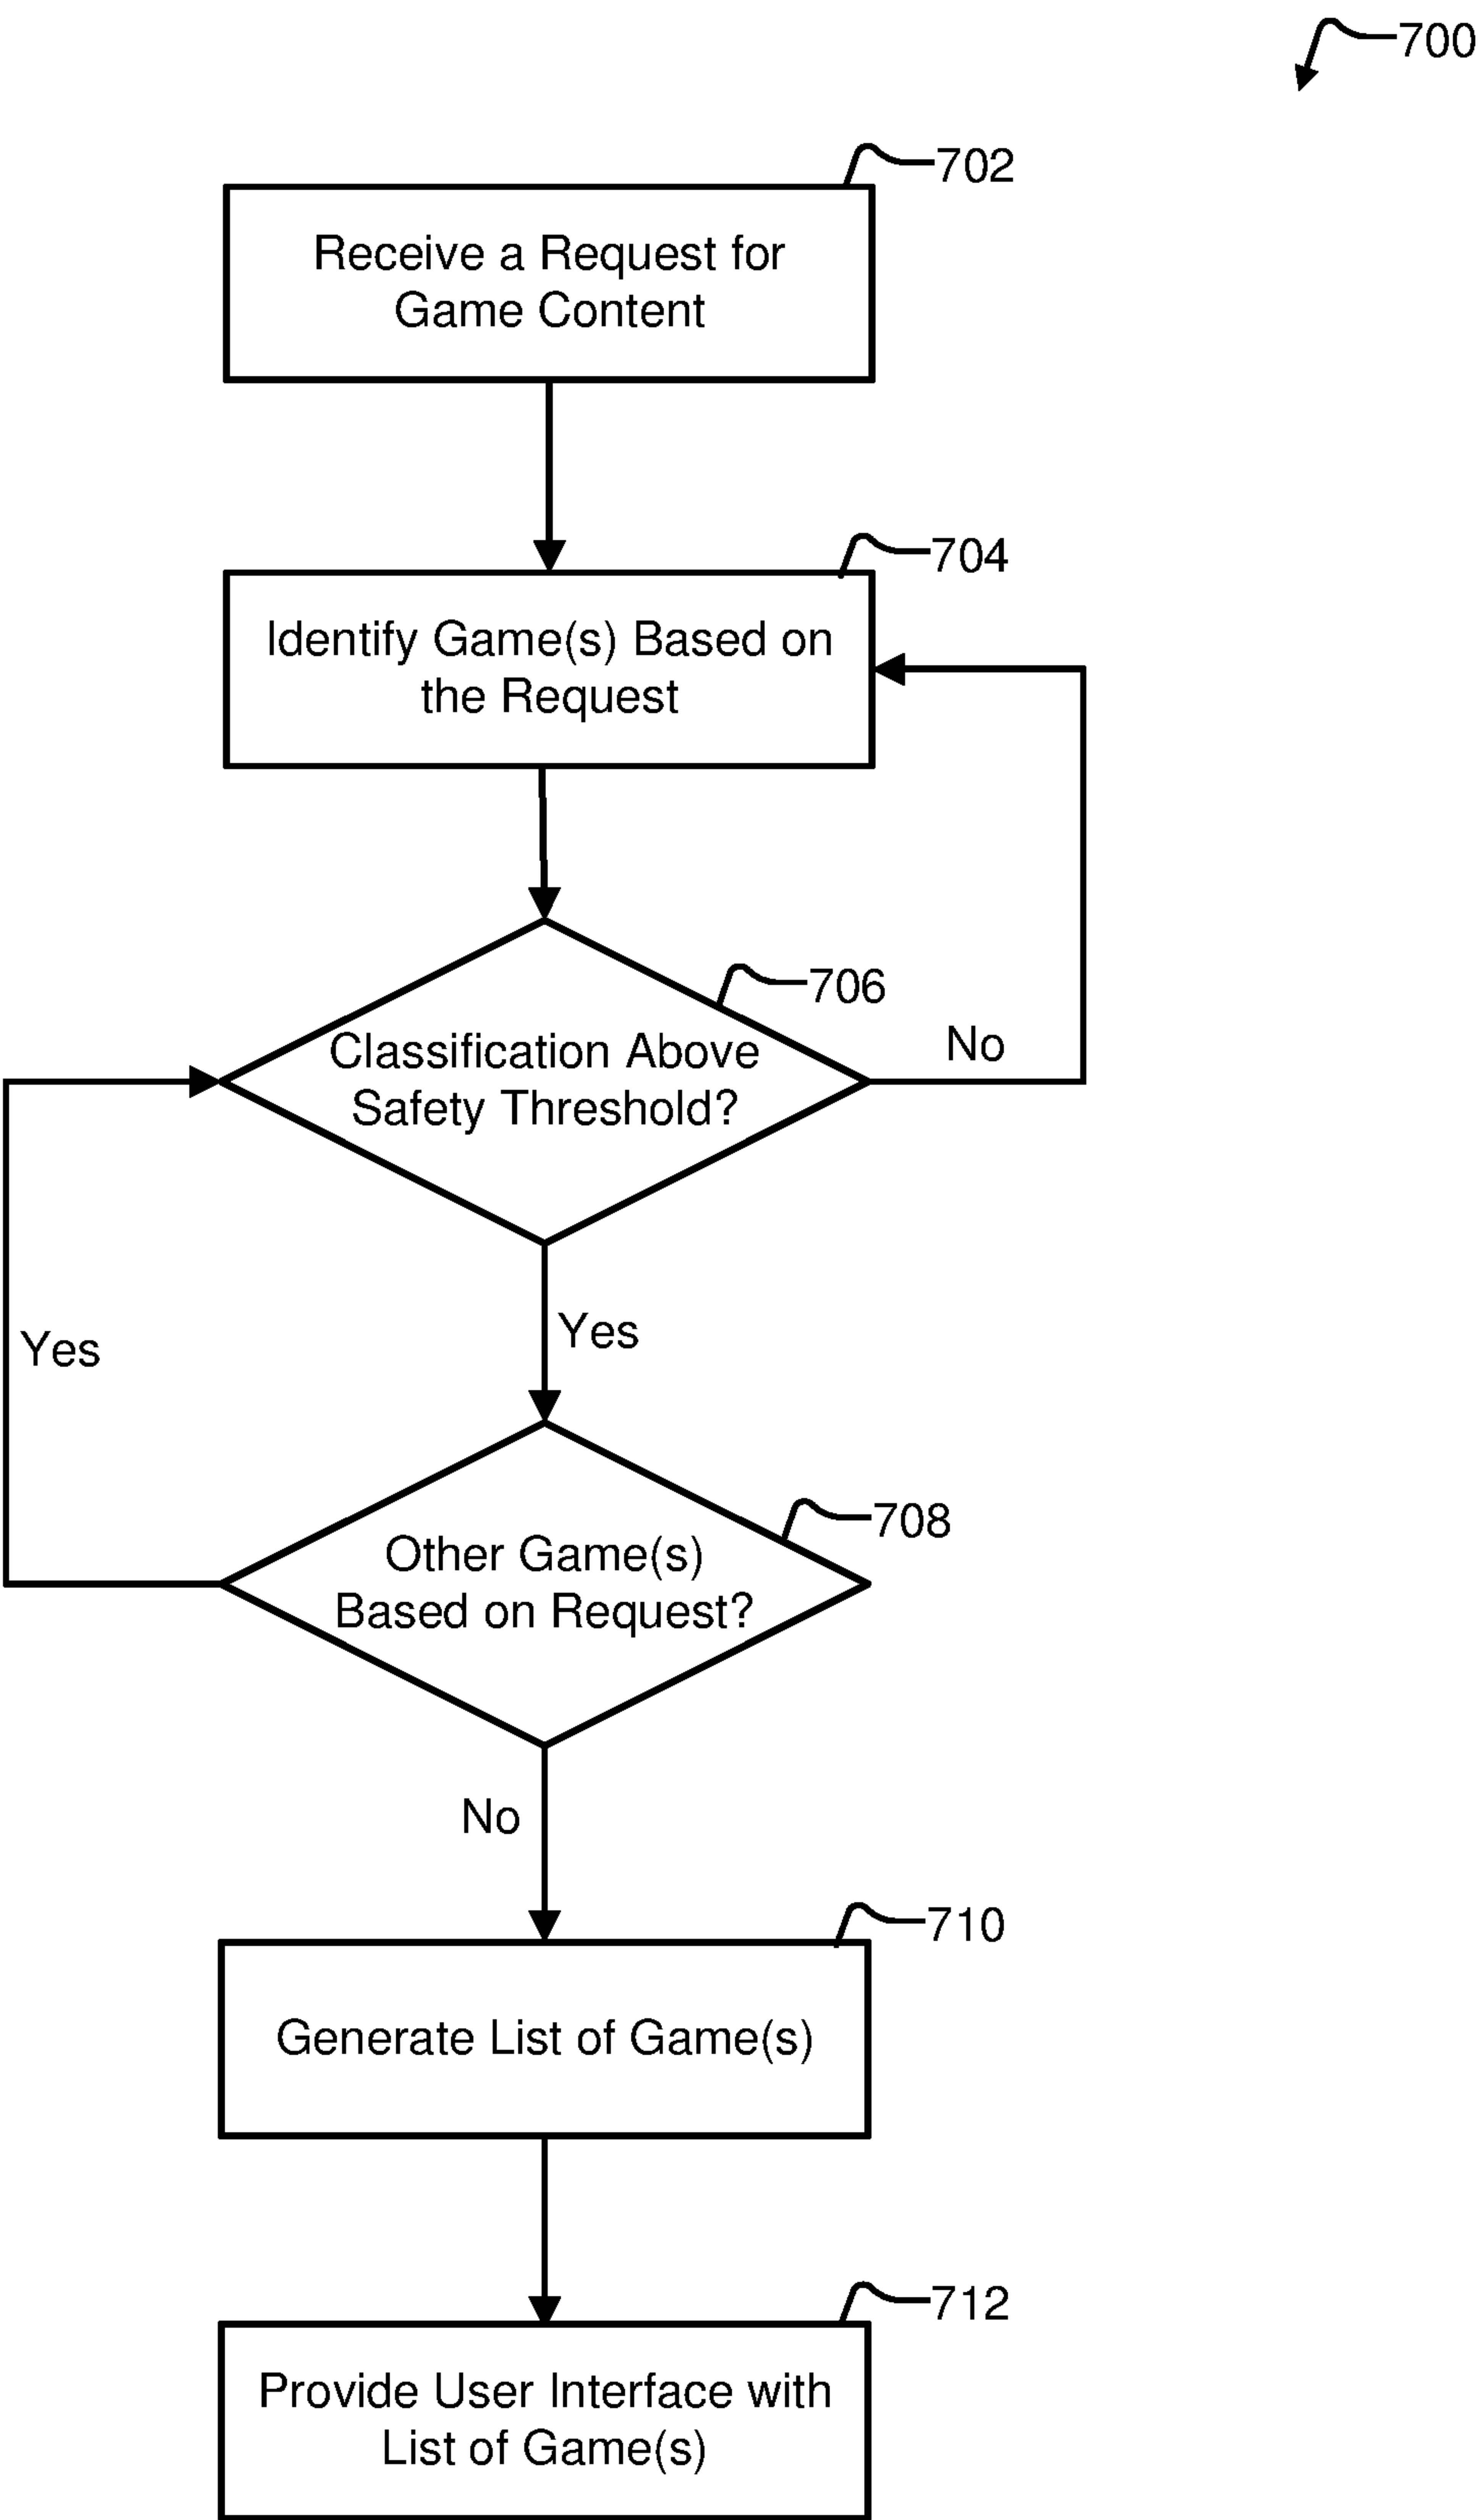 700
702
Receive a Request for
Game Content
704
Identify Game(s) Based on
the Request
706
Classification Above
Safety Threshold?
No
Yes
Yes
708
Other Game(s)
Based on Request?
No
710
Generate List of Game(s)
712
Provide User Interface with
List of Game(s)